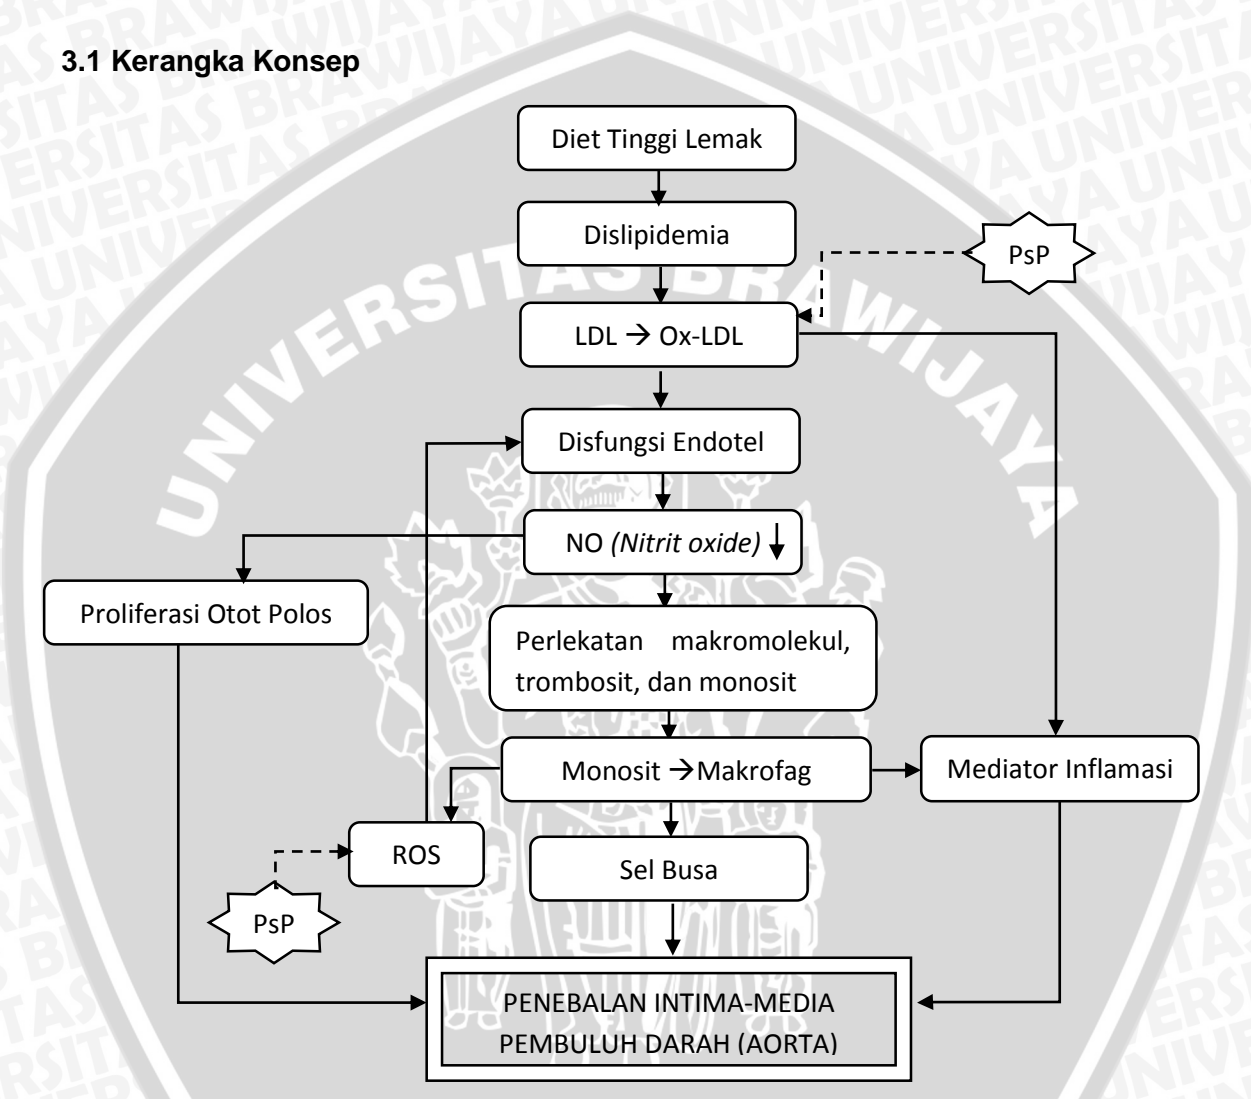 3.1 Kerangka Konsep
Diet Tinggi Lemak
Dislipidemia
PsP
LDL → Ox-LDL
Disfungsi Endotel
NO (Nitrit oxide) ↓
Proliferasi Otot Polos
Perlekatan makromolekul,
trombosit, dan monosit
Monosit →Makrofag
Mediator Inflamasi
ROS
Sel Busa
PsP
PENEBALAN INTIMA-MEDIA
PEMBULUH DARAH (AORTA)
UNIVERSITAS BRAWIJAYA